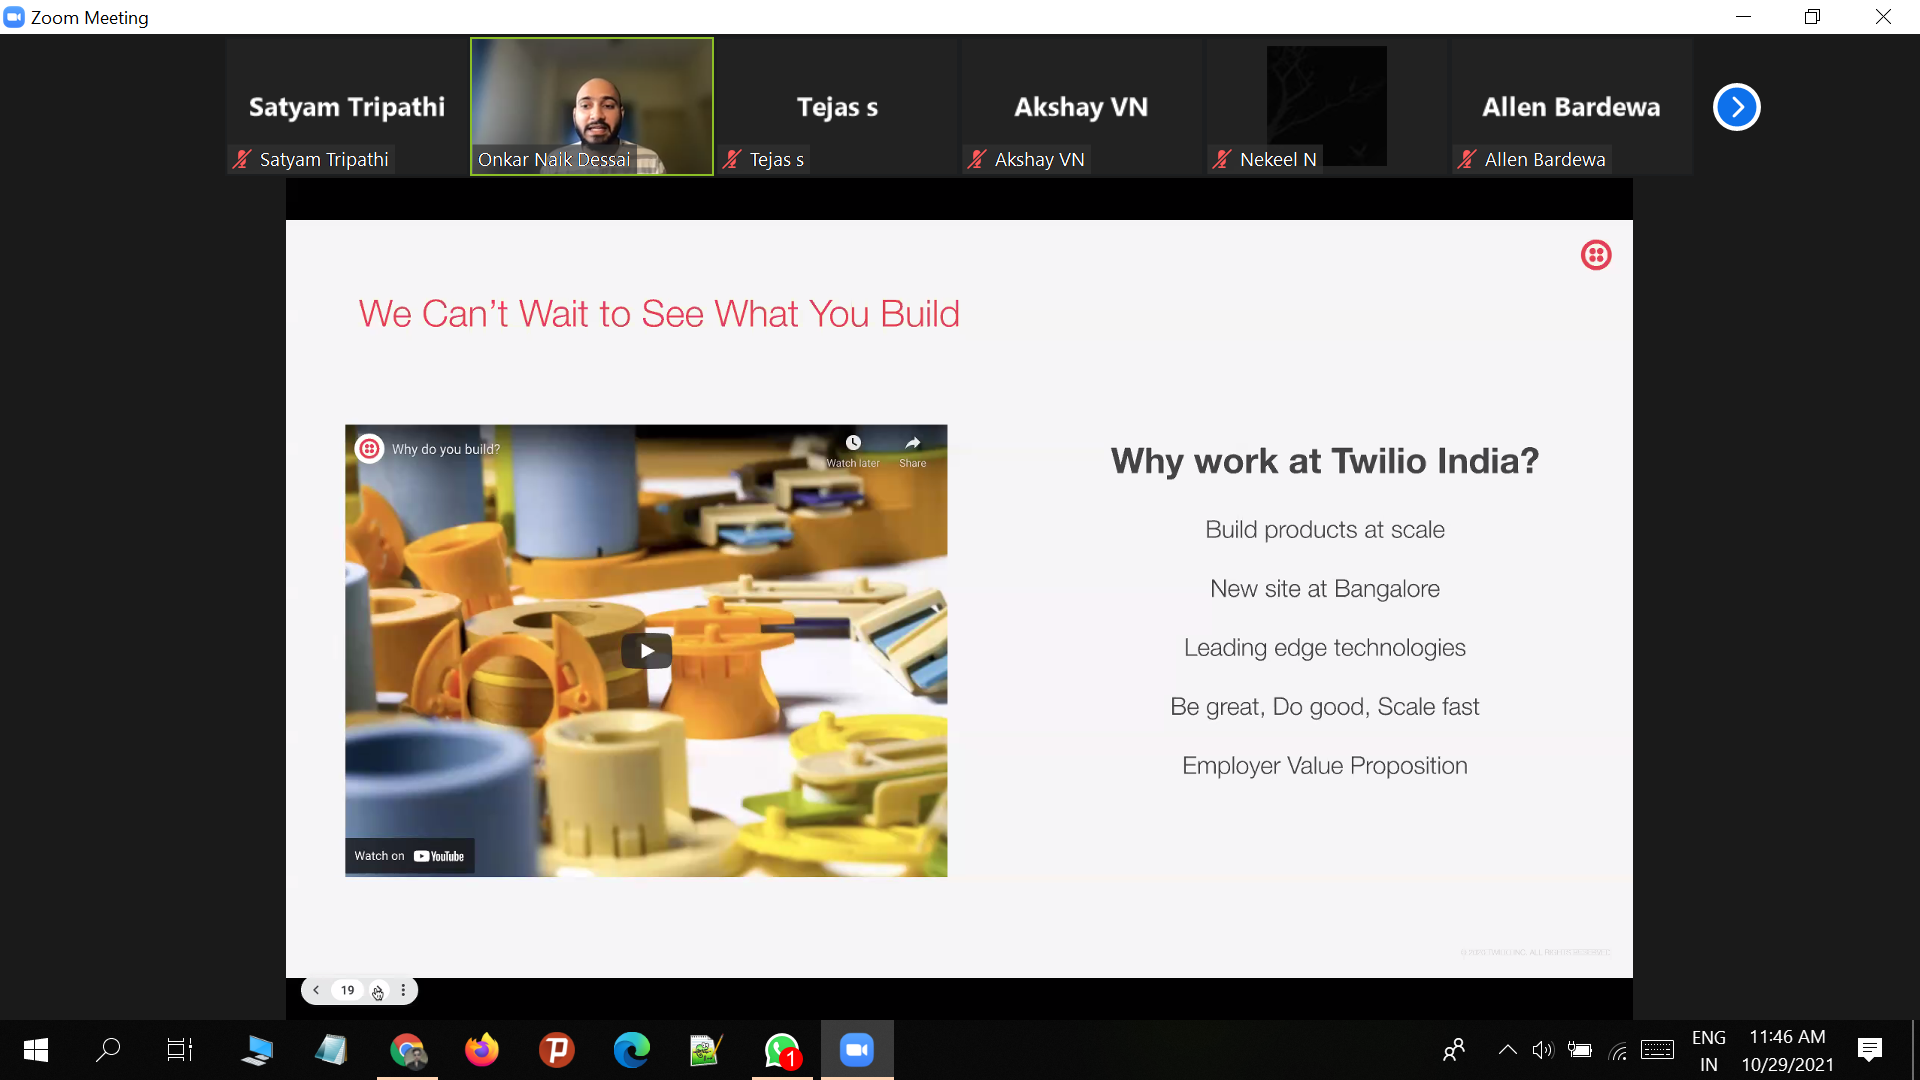 Zoom Meeting
Satyam Tripathi
Tejas s
Akshay VN
Allen Bardewa
Satyam Tripathi
Onkar Naik Dessai
Tejas s
Akshay VN
Nekeel N
Allen Bardewa
We Can't Wait to See What You Build
Why do you build?
Watch later
Share
Watch on YouTube
Why work at Twilio India?
Build products at scale
New site at Bangalore
Leading edge technologies
Be great, Do good, Scale fast
Employer Value Proposition
19
1
ENG
IN
11:46 AM
10/29/2021